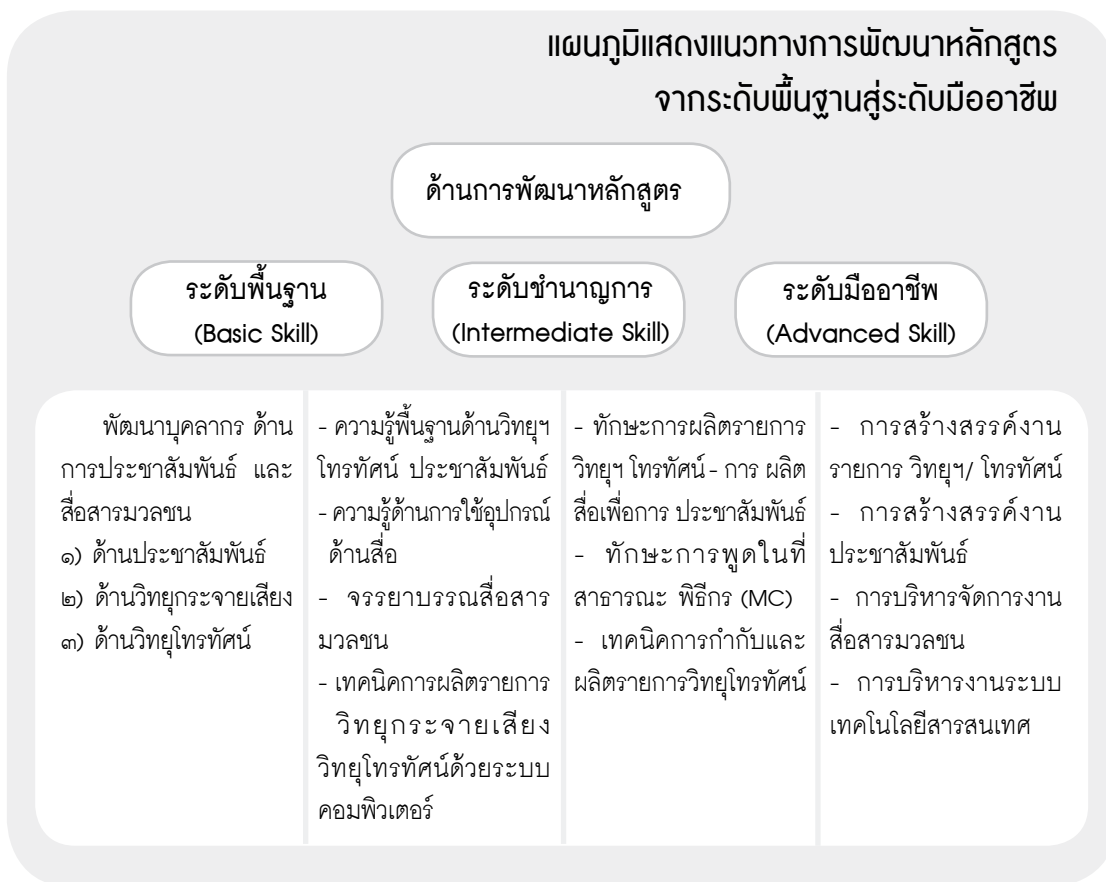 แผนภูมิแสดงแนวทางการพัฒนาหลักสูตร
จากระดับพื้นฐานสู่ระดับมืออาชีพ
ด้านการพัฒนาหลักสูตร
ระดับพื้นฐาน
(Basic Skill)
ระดับชำนาญการ
(Intermediate Skill)
ระดับมืออาชีพ
(Advanced Skill)
พัฒนาบุคลากร ด้าน
การประชาสัมพันธ์ และ
สื่อสารมวลชน
๑) ด้านประชาสัมพันธ์
๒) ด้านวิทยุกระจายเสียง
๓) ด้านวิทยุโทรทัศน์
- ความรู้พื้นฐานด้านวิทยุฯ
โทรทัศน์ ประชาสัมพันธ์
- ความรู้ด้านการใช้อุปกรณ์
ด้านสื่อ
- จรรยาบรรณสื่อสาร
มวลชน
- เทคนิคการผลิตรายการ
วิทยุกระจายเสียง
วิทยุโทรทัศน์ด้วยระบบ
คอมพิวเตอร์
- ทักษะการผลิตรายการ
วิทยุฯ โทรทัศน์ - การ ผลิต
สื่อเพื่อการ ประชาสัมพันธ์
- ทักษะการพูดในที่
สาธารณะ พิธีกร (MC)
- เทคนิคการกำกับและ
ผลิตรายการวิทยุโทรทัศน์
- การสร้างสรรค์งาน
รายการ วิทยุฯ/ โทรทัศน์
- การสร้างสรรค์งาน
ประชาสัมพันธ์
- การบริหารจัดการงาน
สื่อสารมวลชน
- การบริหารงานระบบ
เทคโนโลยีสารสนเทศ